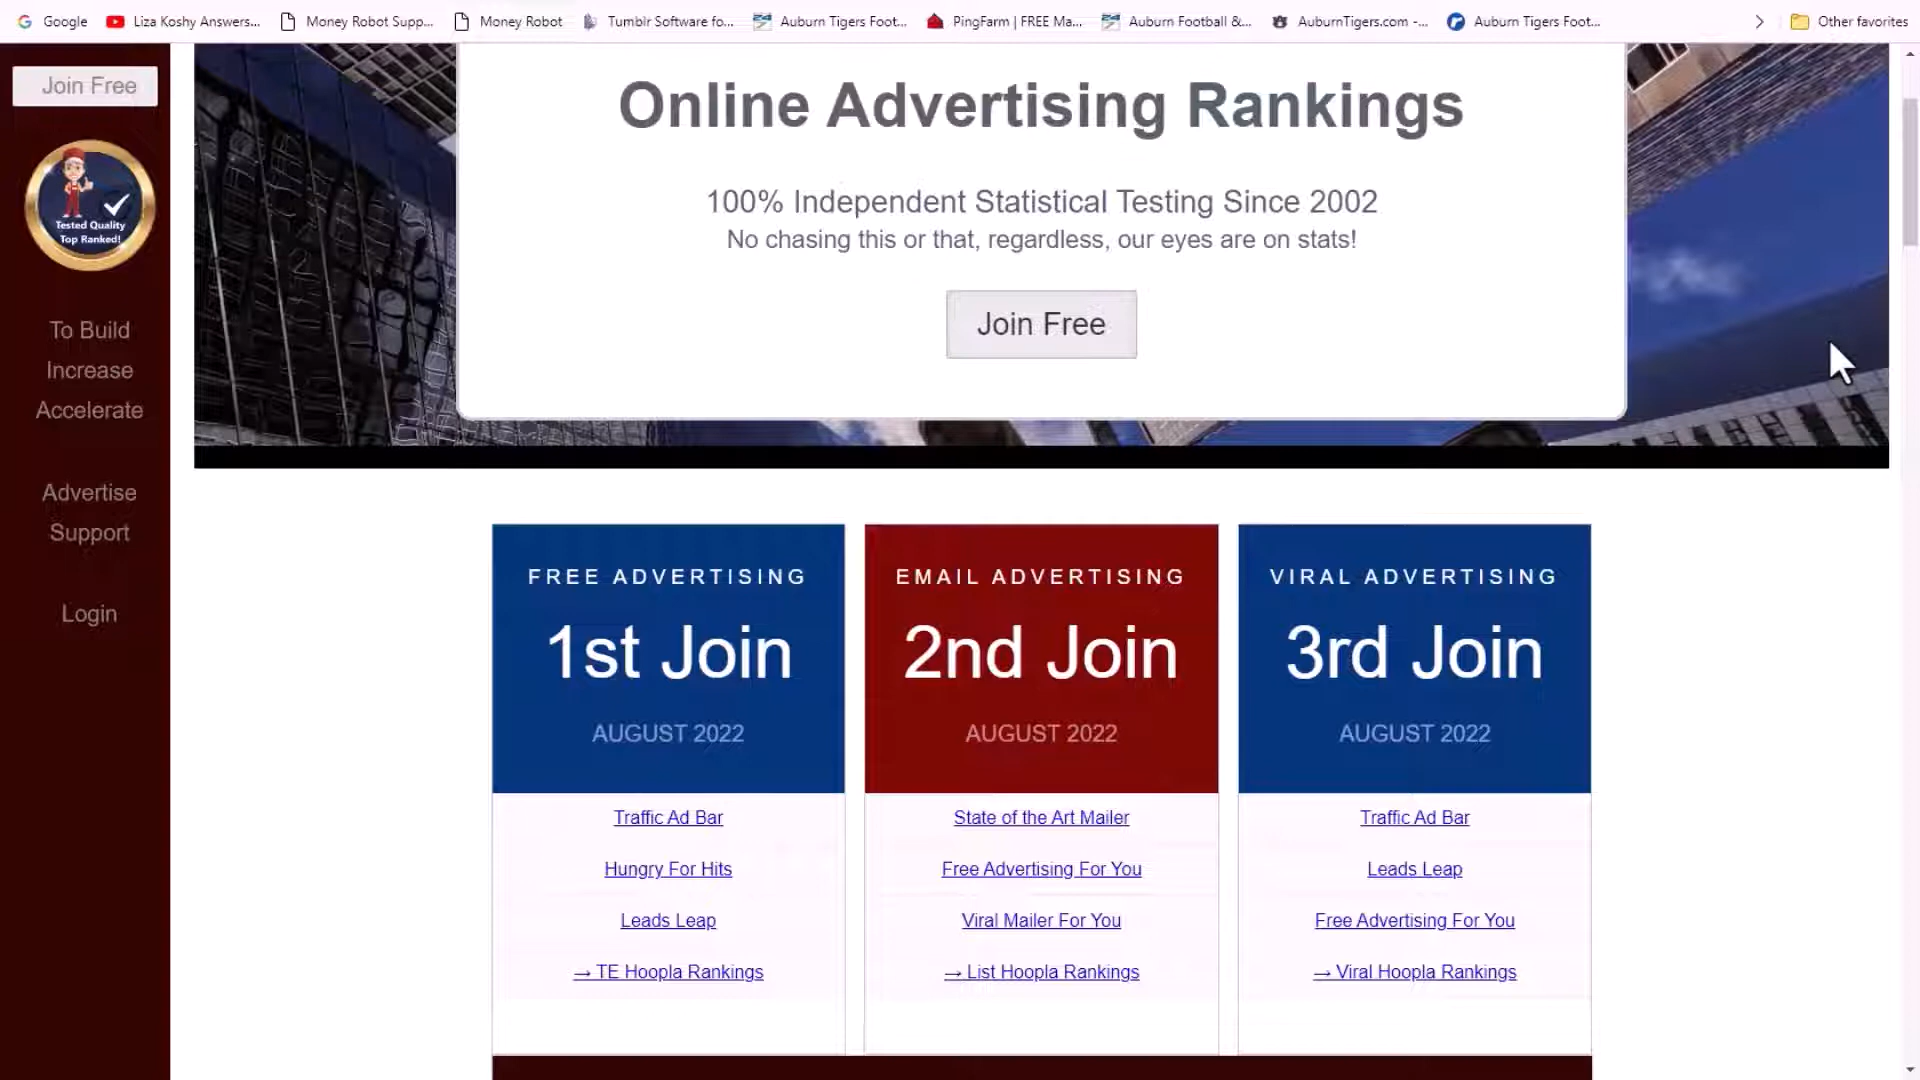 Google
Liza Koshy Answers...
Money Robot Supp...
Money Robot
Tumblr Software fo...
Auburn Tigers Foot...
PingFarm | FREE Ma...
Auburn Football &...
AuburnTigers.com -...
Auburn Tigers Foot...
Other favorites
Join Free
Tested Quality
Top Ranked!
To Build
Increase
Accelerate
Advertise
Support
Login
Online Advertising Rankings
100% Independent Statistical Testing Since 2002
No chasing this or that, regardless, our eyes are on stats!
Join Free
FREE ADVERTISING
1st Join
AUGUST 2022
Traffic Ad Bar
Hungry For Hits
Leads Leap
→ TE Hoopla Rankings
EMAIL ADVERTISING
2nd Join
AUGUST 2022
State of the Art Mailer
Free Advertising For You
Viral Mailer For You
→ List Hoopla Rankings
VIRAL ADVERTISING
3rd Join
AUGUST 2022
Traffic Ad Bar
Leads Leap
Free Advertising For You
→ Viral Hoopla Rankings